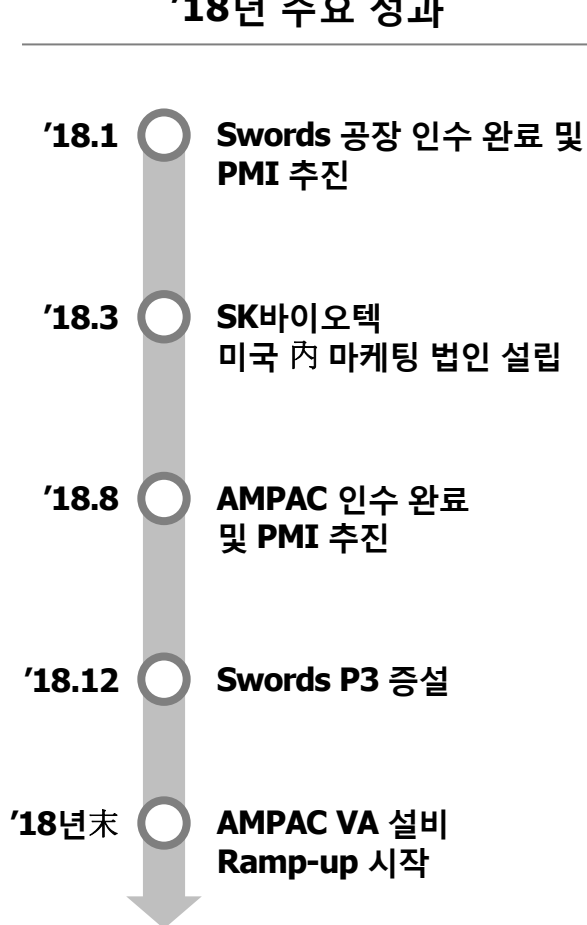 '18년 주요 성과
'18.1
Swords 공장 인수 완료 및
PMI 추진
'18.3
SK바이오텍
미국 內 마케팅 법인 설립
'18.8
AMPAC 인수 완료
및 PMI 추진
'18.12
Swords P3 증설
'18년末
AMPAC VA 설비
Ramp-up 시작